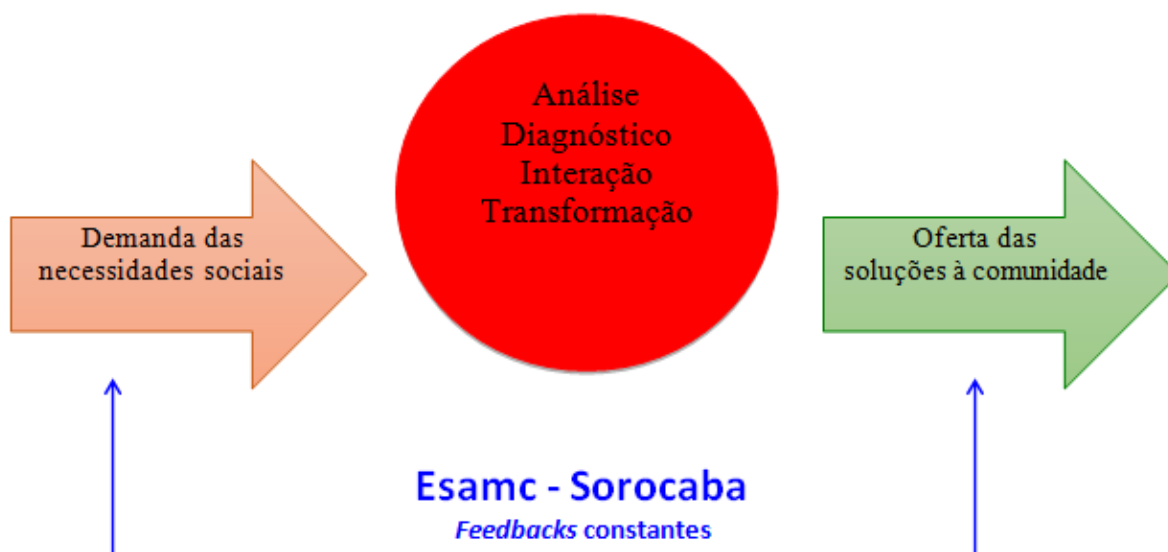 Análise
Diagnóstico
Interação
Transformação
Demanda das
necessidades sociais
Oferta das
soluções à comunidade
Esamc - Sorocaba
Feedbacks constantes